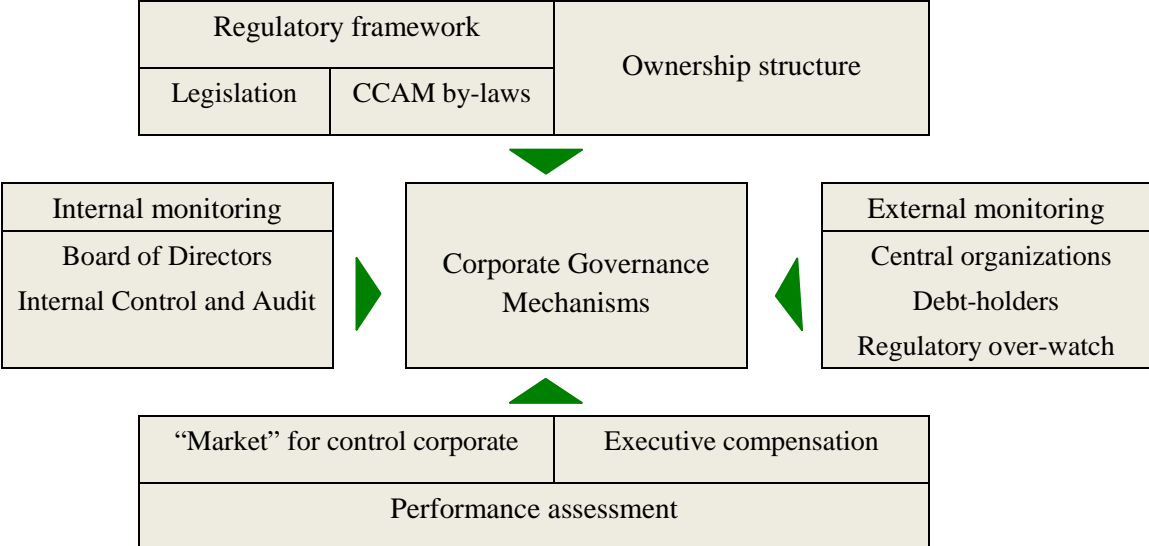 Regulatory framework
Ownership structure
Legislation
CCAM by-laws
Internal monitoring
Board of Directors
Internal Control and Audit
Corporate Governance
Mechanisms
External monitoring
Central organizations
Debt-holders
Regulatory over-watch
“Market” for control corporate
Executive compensation
Performance assessment